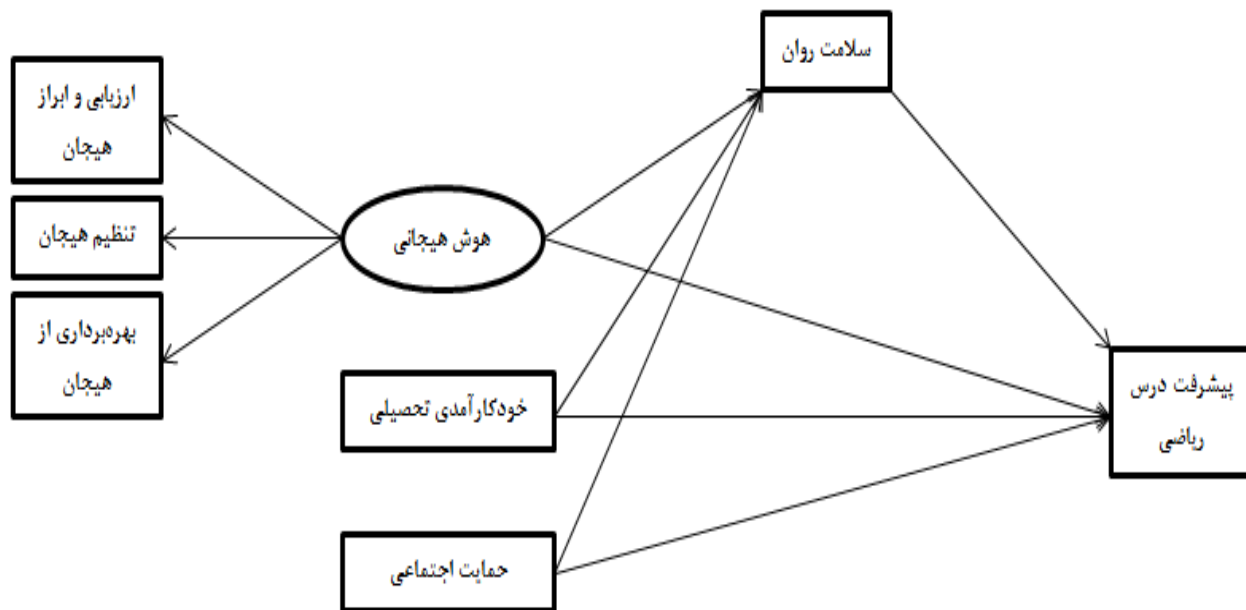 سلامت روان
ارزیابی و ابراز
هیجان
تنظیم هیجان
هوش هیجانی
بهره‌برداری از
هیجان
خودکارآمدی تحصیلی
پیشرفت درس
ریاضی
حمایت اجتماعی